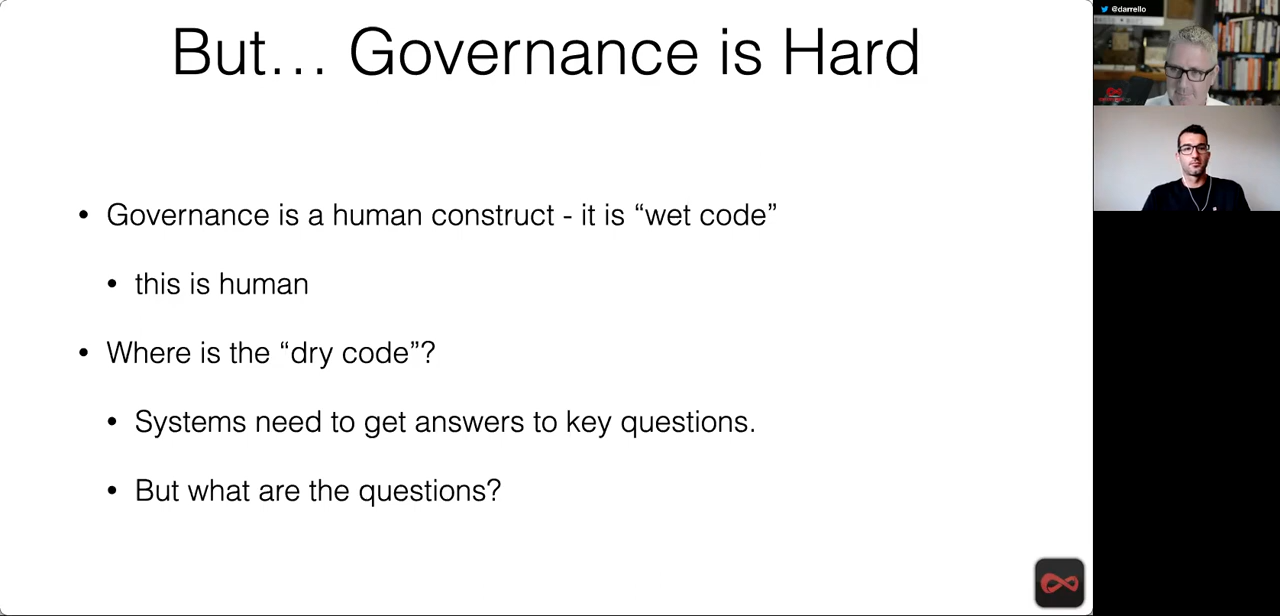 But… Governance is Hard
• Governance is a human construct - it is “wet code”
• this is human
• Where is the “dry code”?
• Systems need to get answers to key questions.
• But what are the questions?
@darrello